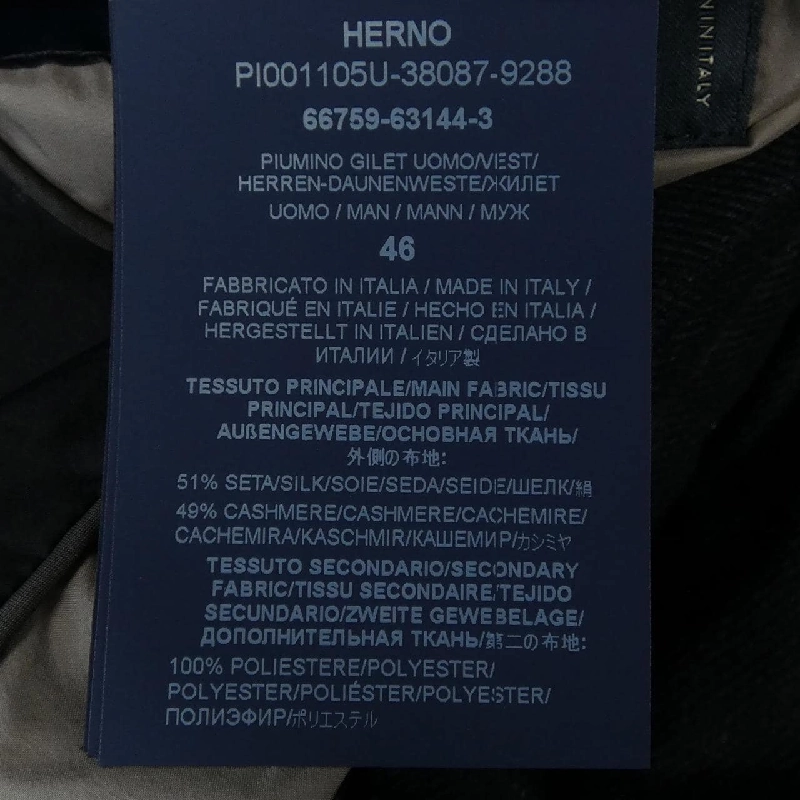 HERNO
PI001105U-38087-9288
66759-63144-3
PIUMINO GILET UOMO/VEST/
HERREN-DAUNENWESTE/ЖИЛЕТ
UOMO / MAN / MANN / МУЖ
46
FABBRICATO IN ITALIA / MADE IN ITALY /
FABRIQUÉ EN ITALIE / HECHO EN ITALIA /
HERGESTELLT IN ITALIEN / СДЕЛАНО В
ИТАЛИИ / イタリア製
TESSUTO PRINCIPALE/MAIN FABRIC/TISSU
PRINCIPAL/TEJIDO PRINCIPAL/
AUßENGEWEBE/ОСНОВНАЯ ТКАНЬ/
外側の布地:
51% SETA/SILK/SOIE/SEDA/SEIDE/ШЕЛК/絹
49% CASHMERE/CASHMERE/CACHEMIRE/
CACHEMIRA/KASCHMIR/КАШЕМИР/カシミヤ
TESSUTO SECONDARIO/SECONDARY
FABRIC/TISSU SECONDAIRE/TEJIDO
SECUNDARIO/ZWEITE GEWEBELAGE/
ДОПОЛНИТЕЛЬНАЯ ТКАНЬ/第二の布地:
100% POLIESTERE/POLYESTER/
POLYESTER/POLIÉSTER/POLYESTER/
ПОЛИЭФИР/ポリエステル
IN ITALY